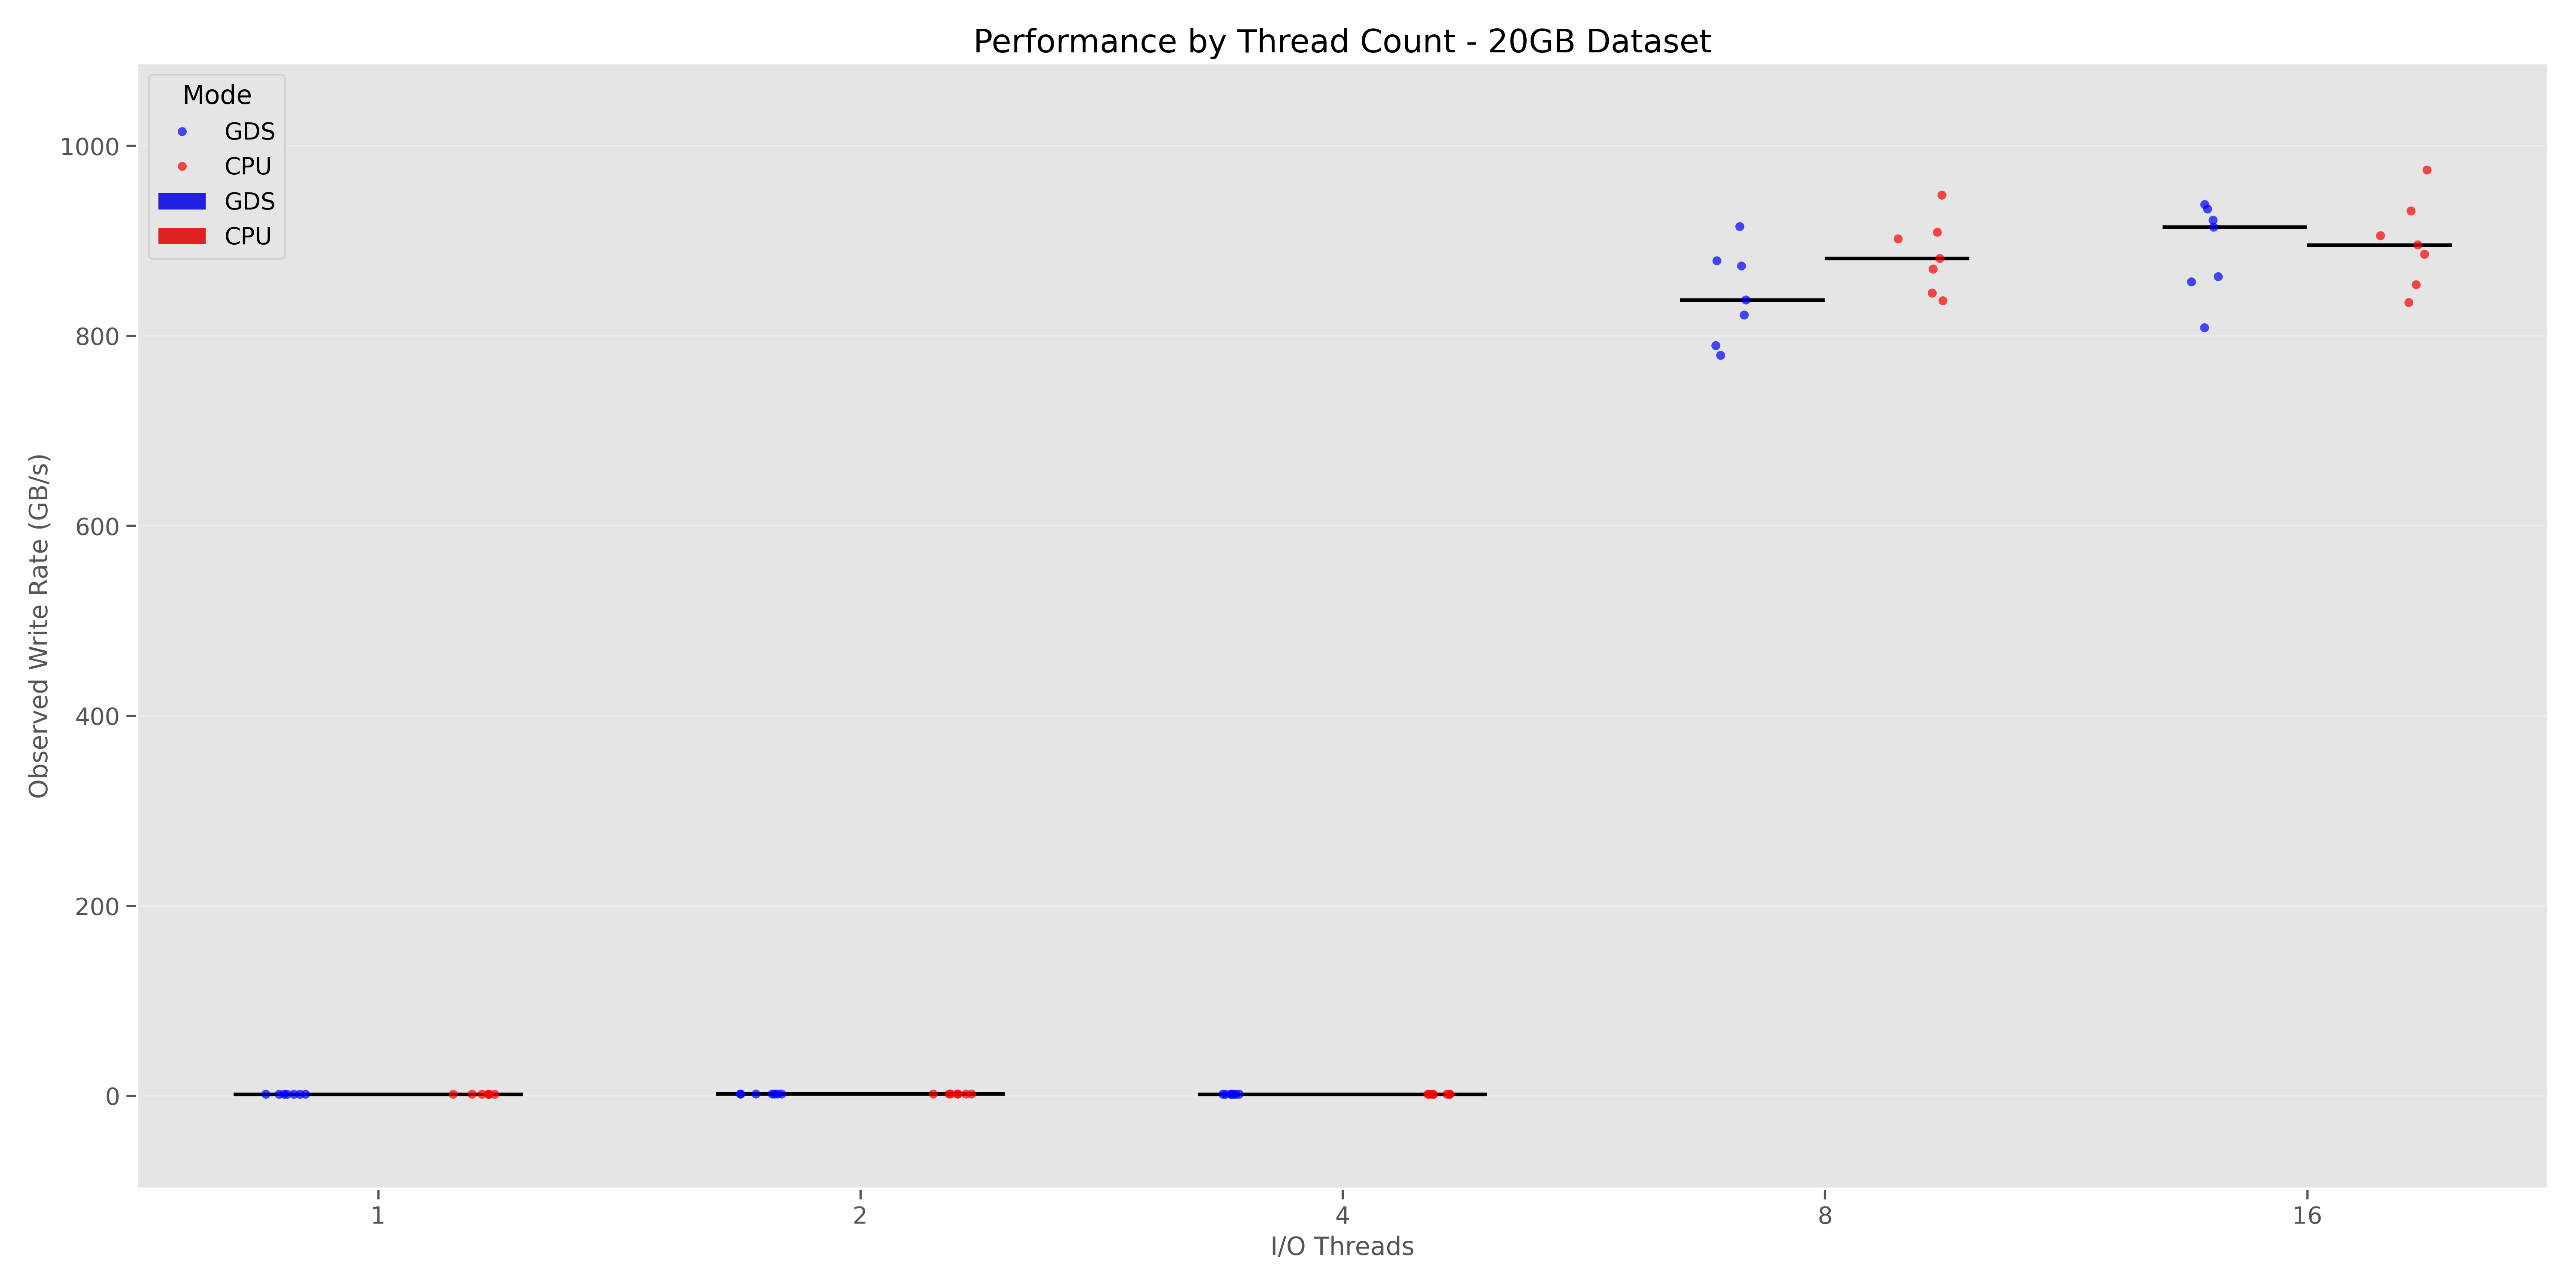 Performance by Thread Count - 20GB Dataset
Mode
GDS
CPU
GDS
CPU
Observed Write Rate (GB/s)
1000
800
600
400
200
0
1
2
4
8
16
I/O Threads